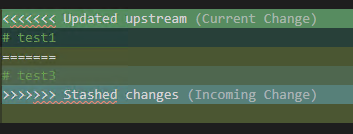 <<<<<<< Updated upstream (Current Change)
# test1
=======
# test3
>>>>>>> Stashed changes (Incoming Change)